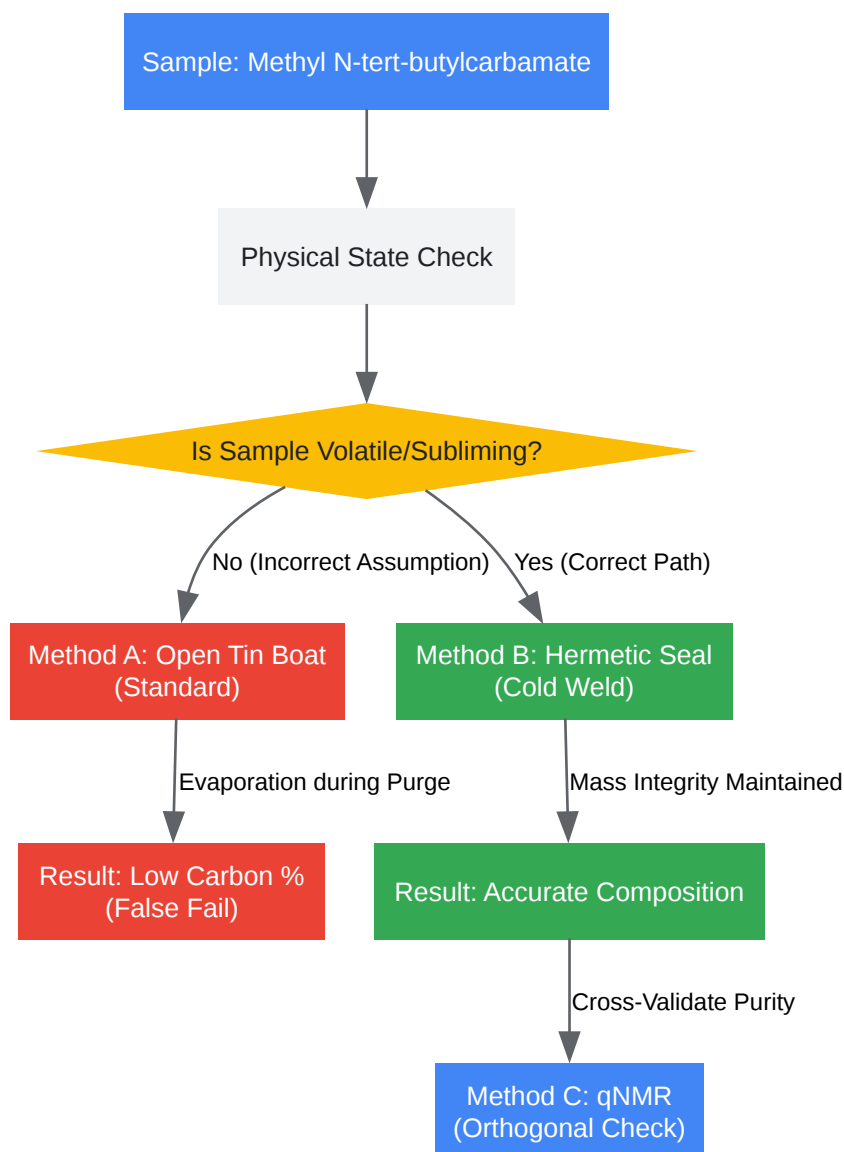 Sample: Methyl N-tert-butylcarbamate
Physical State Check
Is Sample Volatile/Subliming?
No (Incorrect Assumption)
Yes (Correct Path)
Method A: Open Tin Boat
(Standard)
Method B: Hermetic Seal
(Cold Weld)
Evaporation during Purge
Mass Integrity Maintained
Result: Low Carbon %
(False Fail)
Result: Accurate Composition
Cross-Validate Purity
Method C: qNMR
(Orthogonal Check)